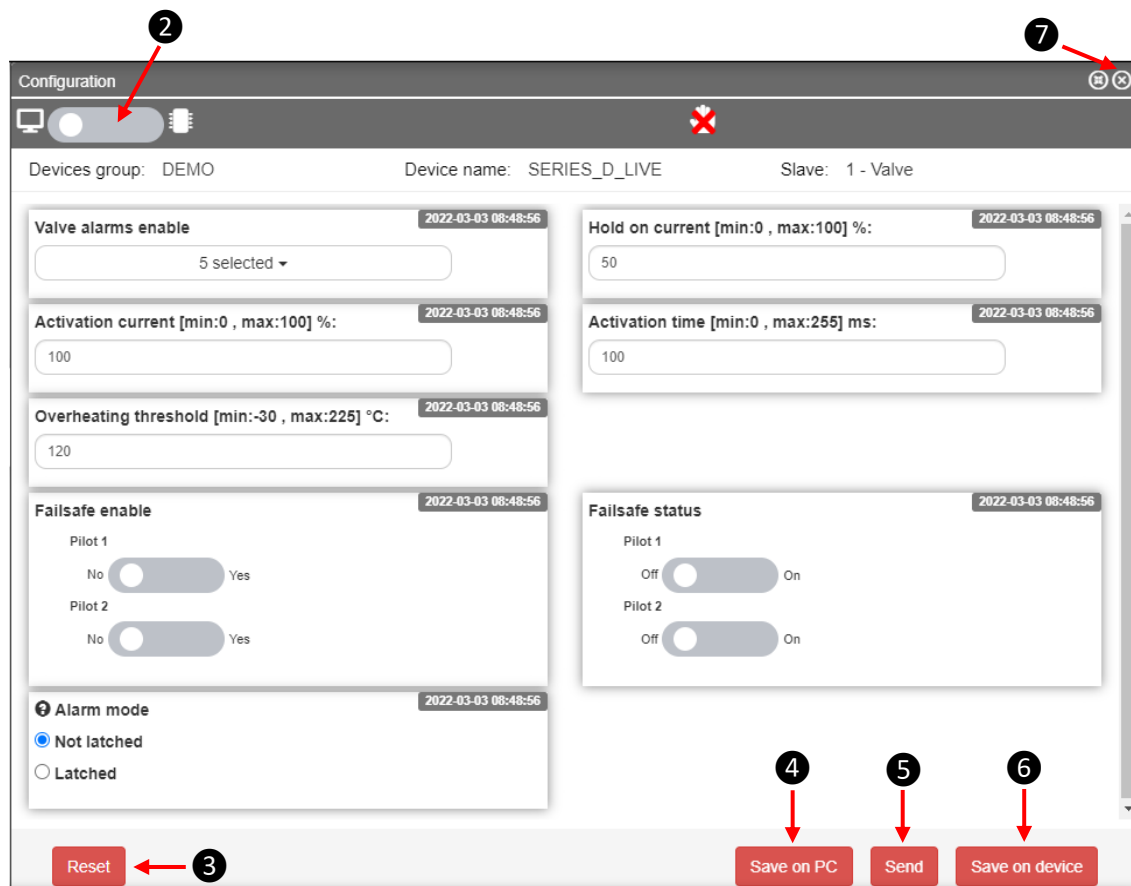 ❷
❼
Configuration
Devices group: DEMO Device name: SERIES_D_LIVE Slave: 1 - Valve
Valve alarms enable 2022-03-03 08:48:56
5 selected
Hold on current [min:0 , max:100] %: 2022-03-03 08:48:56
50
Activation current [min:0 , max:100] %: 2022-03-03 08:48:56
100
Activation time [min:0 , max:255] ms: 2022-03-03 08:48:56
100
Overheating threshold [min:-30 , max:225] °C: 2022-03-03 08:48:56
120
Failsafe enable 2022-03-03 08:48:56
Pilot 1
No Yes
Pilot 2
No Yes
Failsafe status 2022-03-03 08:48:56
Pilot 1
Off On
Pilot 2
Off On
Alarm mode 2022-03-03 08:48:56
Not latched
Latched
❹ ❺ ❻
Reset ❸ Save on PC Send Save on device